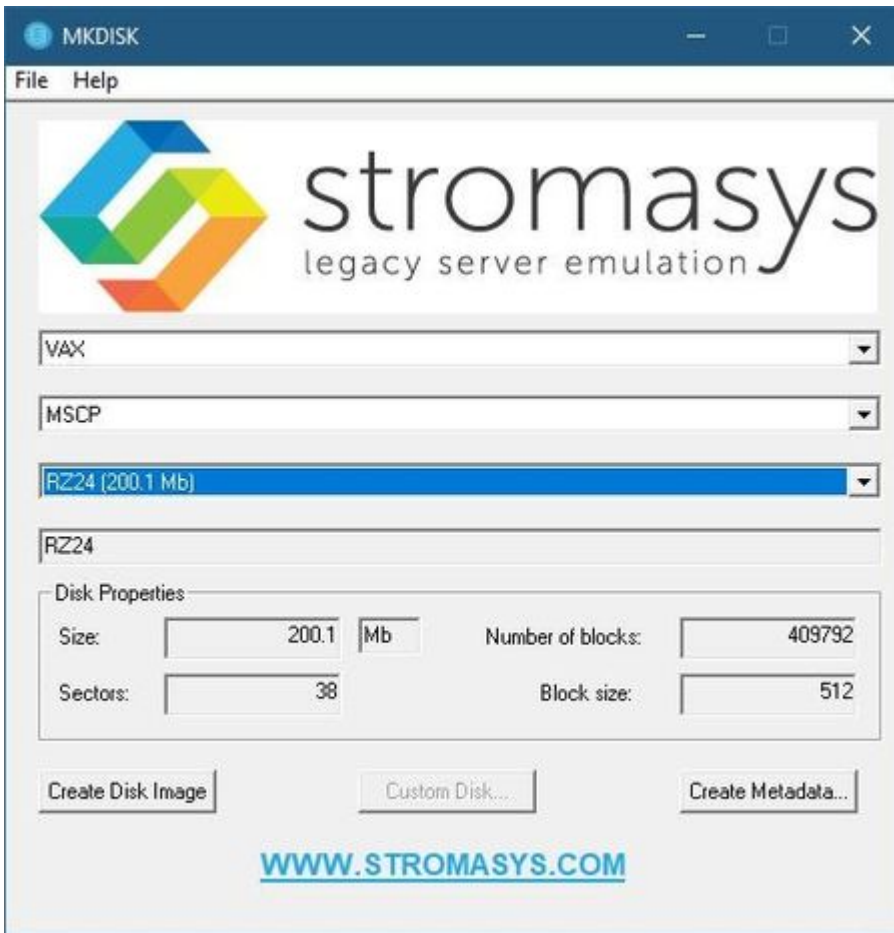 MKDISK
File Help
stromasys
legacy server emulation
VAX
MSCP
RZ24 (200.1 Mb)
RZ24
Disk Properties
Size: 200.1 Mb Number of blocks: 409792
Sectors: 38 Block size: 512
Create Disk Image Custom Disk... Create Metadata...
WWW.STROMASYS.COM